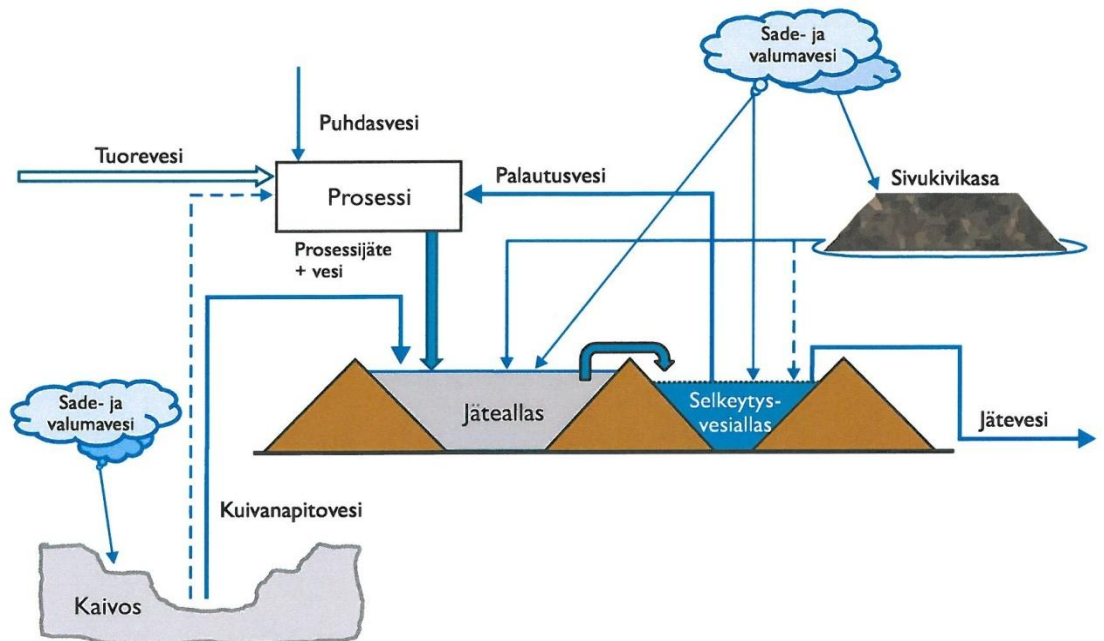 Sade- ja
valumavesi
Puhdasvesi
Tuorevesi
Prosessi
Palautusvesi
Sivukivikasa
Prosessijäte
+ vesi
Sade- ja
valumavesi
Jäteallas
Selkeytys-
vesiallas
Jätevesi
Kuivanapitovesi
Kaivos